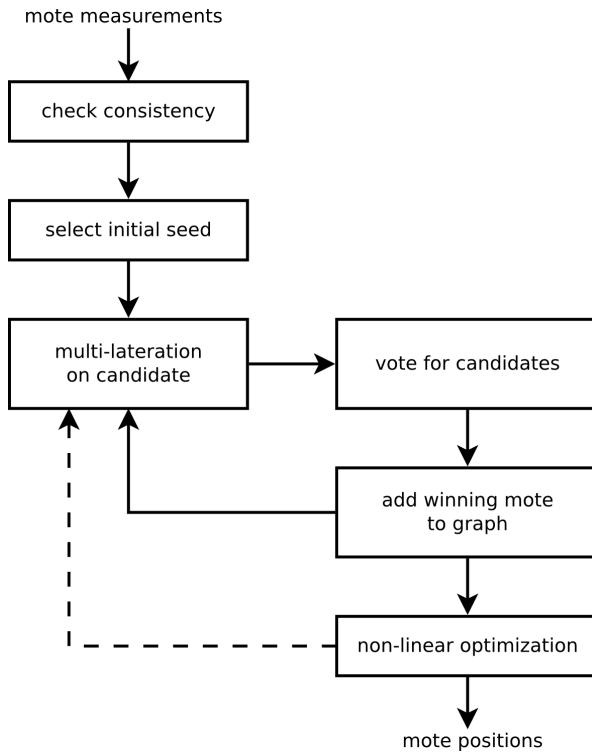 mote measurements
check consistency
select initial seed
multi-lateration
on candidate
vote for candidates
add winning mote
to graph
non-linear optimization
mote positions